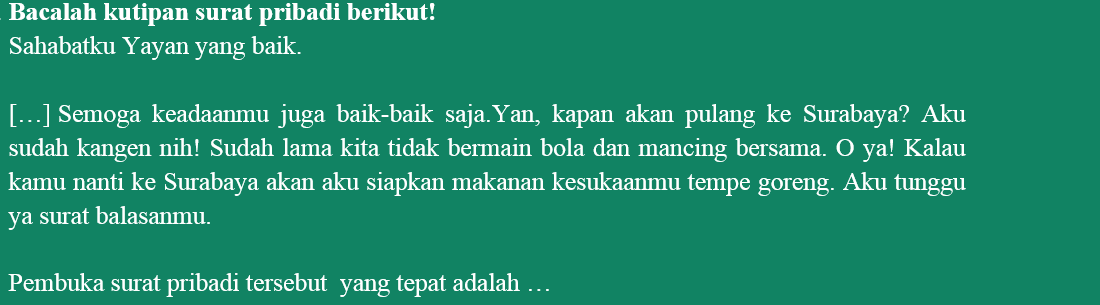 Bacalah kutipan surat pribadi berikut!
Sahabatku Yayan yang baik.
[…] Semoga keadaanmu juga baik-baik saja.Yan, kapan akan pulang ke Surabaya? Aku
sudah kangen nih! Sudah lama kita tidak bermain bola dan mancing bersama. O ya! Kalau
kamu nanti ke Surabaya akan aku siapkan makanan kesukaanmu tempe goreng. Aku tunggu
ya surat balasanmu.
Pembuka surat pribadi tersebut yang tepat adalah …